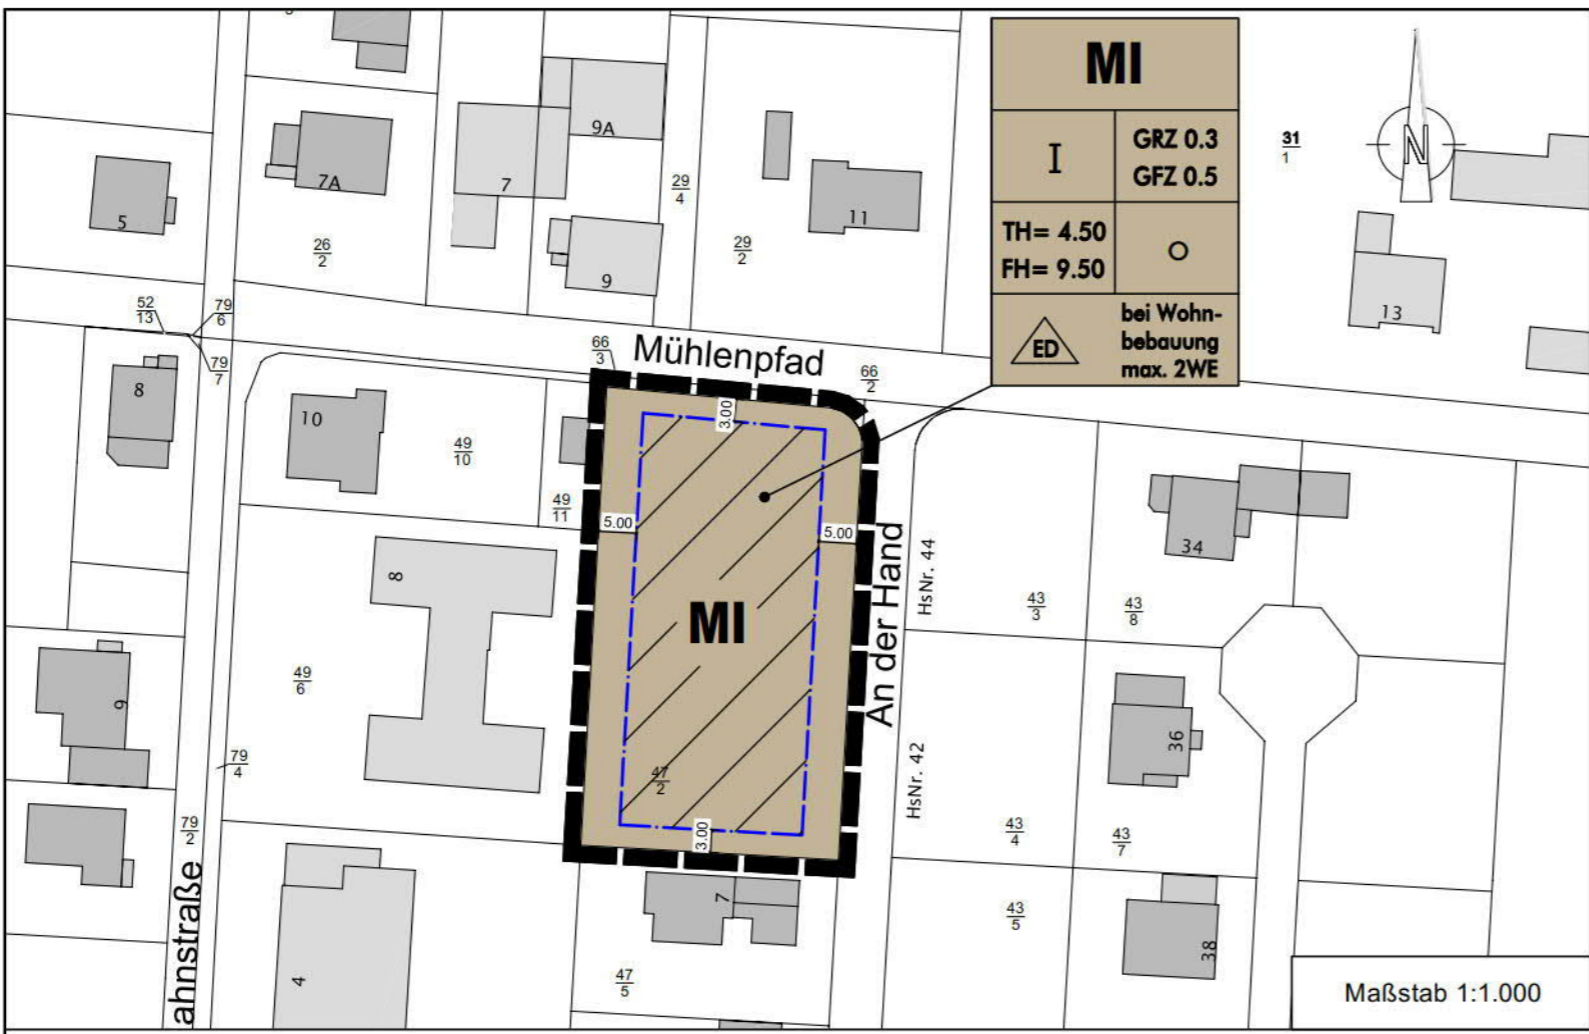 MI
I
GRZ 0.3
GFZ 0.5
TH= 4.50
FH= 9.50
O
ED
bei Wohn-
bebauung
max. 2WE
N
31
1
5
7A
7
9A
9
11
13
26
2
29
4
29
2
52
13
79
6
79
7
66
3
Mühlenpfad
66
2
8
10
49
10
49
11
3.00
5.00
5.00
MI
47
2
3.00
An der Hand
HsNr. 44
HsNr. 42
34
43
3
43
8
8
49
6
9
79
4
79
2
ahnstraße
4
7
47
5
36
43
4
43
7
43
5
38
Maßstab 1:1.000